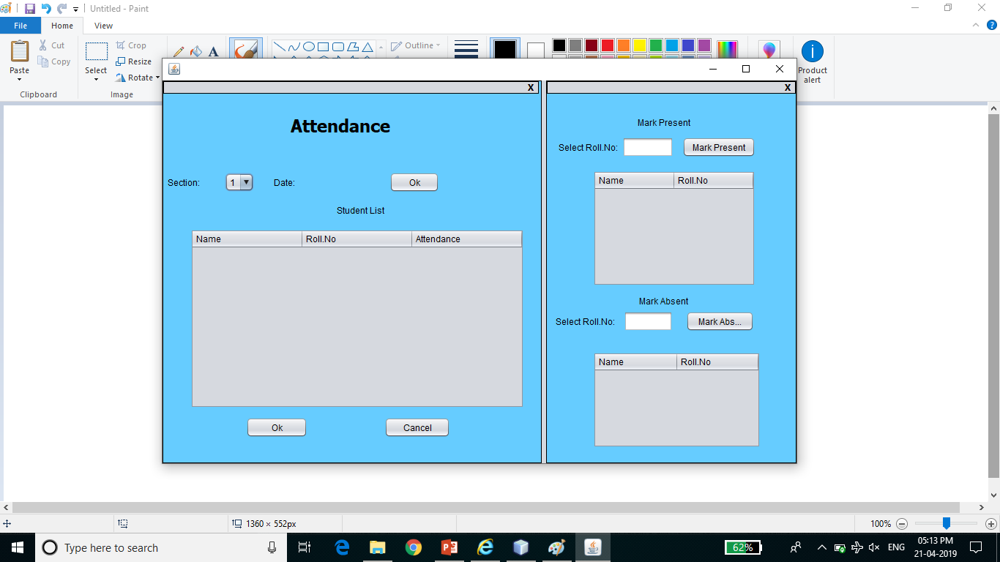 Untitled - Paint
File Home View
Paste
Cut
Copy
Clipboard
Select
Crop
Resize
Rotate
Image
A
Outline
Product
alert
X
Attendance
Section: 1 Date: Ok
Student List
Name Roll.No Attendance
Ok Cancel
X
Mark Present
Select Roll.No: Mark Present
Name Roll.No
Mark Absent
Select Roll.No: Mark Abs...
Name Roll.No
1360 × 552px 100%
Type here to search
62%
ENG
05:13 PM
21-04-2019